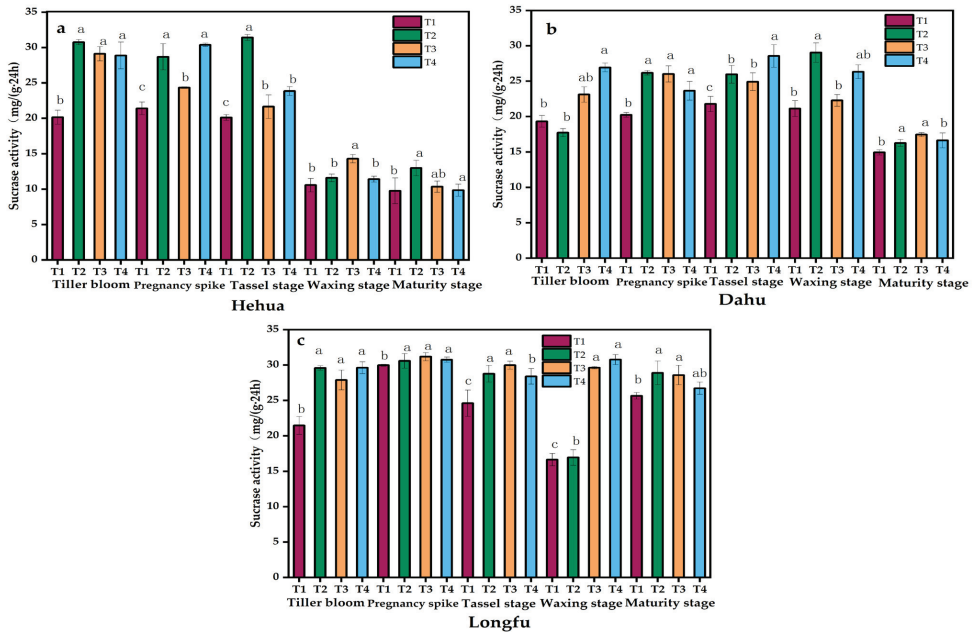 a
T1
T2
T3
T4
Sucrase activity（mg/(g·24h)
35
30
25
20
15
10
5
0
b a a a c a b a c a b b b b a b b a ab a
T1 T2 T3 T4 T1 T2 T3 T4 T1 T2 T3 T4 T1 T2 T3 T4 T1 T2 T3 T4
Tiller bloom Pregnancy spike Tassel stage Waxing stage Maturity stage
Hehua
b
T1
T2
T3
T4
Sucrase activity（mg/(g·24h)
35
30
25
20
15
10
5
0
b b ab a c a a a b a a a b a b ab b a a b
T1 T2 T3 T4 T1 T2 T3 T4 T1 T2 T3 T4 T1 T2 T3 T4 T1 T2 T3 T4
Tiller bloom Pregnancy spike Tassel stage Waxing stage Maturity stage
Dahu
c
T1
T2
T3
T4
Sucrase activity（mg/(g·24h)
35
30
25
20
15
10
5
0
b a a a b a a a c a a b c b a a b a a ab
T1 T2 T3 T4 T1 T2 T3 T4 T1 T2 T3 T4 T1 T2 T3 T4 T1 T2 T3 T4
Tiller bloom Pregnancy spike Tassel stage Waxing stage Maturity stage
Longfu